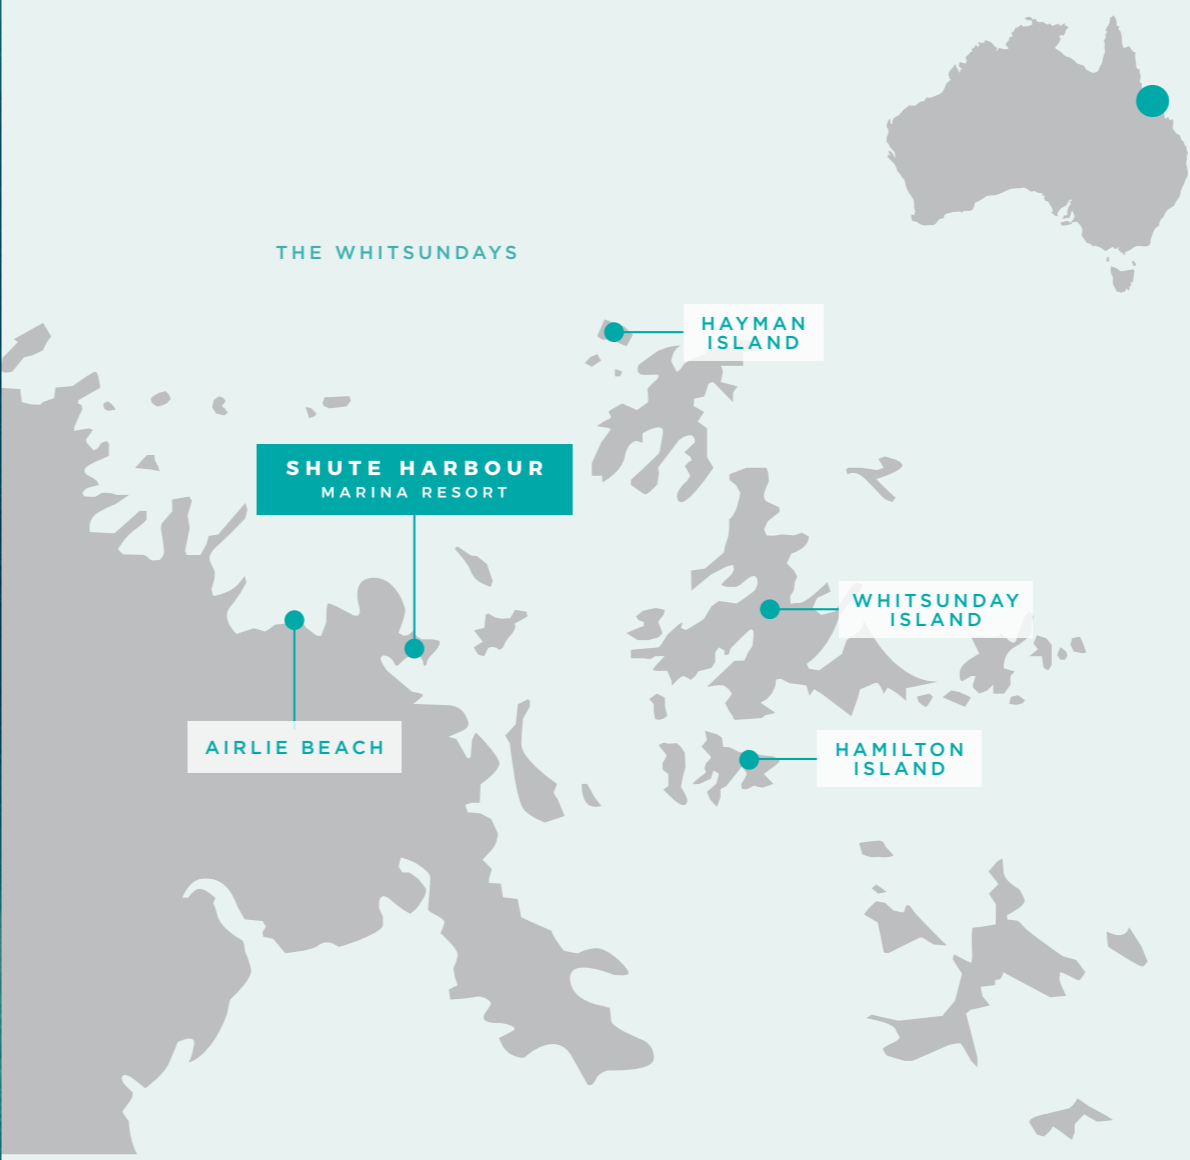 THE WHITSUNDAYS
HAYMAN
ISLAND
SHUTE HARBOUR
MARINA RESORT
WHITSUNDAY
ISLAND
AIRLIE BEACH
HAMILTON
ISLAND